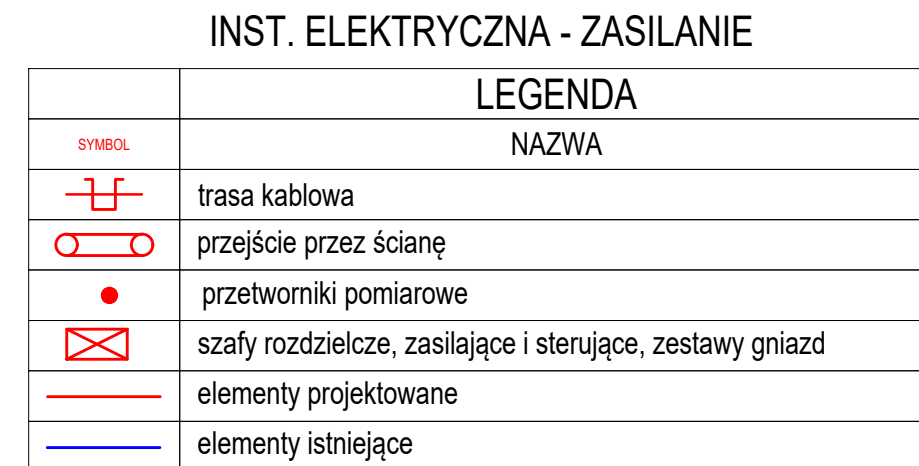 INST. ELEKTRYCZNA - ZASILANIE
LEGENDA
SYMBOL NAZWA
trasa kablowa
przejście przez ścianę
przetworniki pomiarowe
szafy rozdzielcze, zasilające i sterujące, zestawy gniazd
elementy projektowane
elementy istniejące